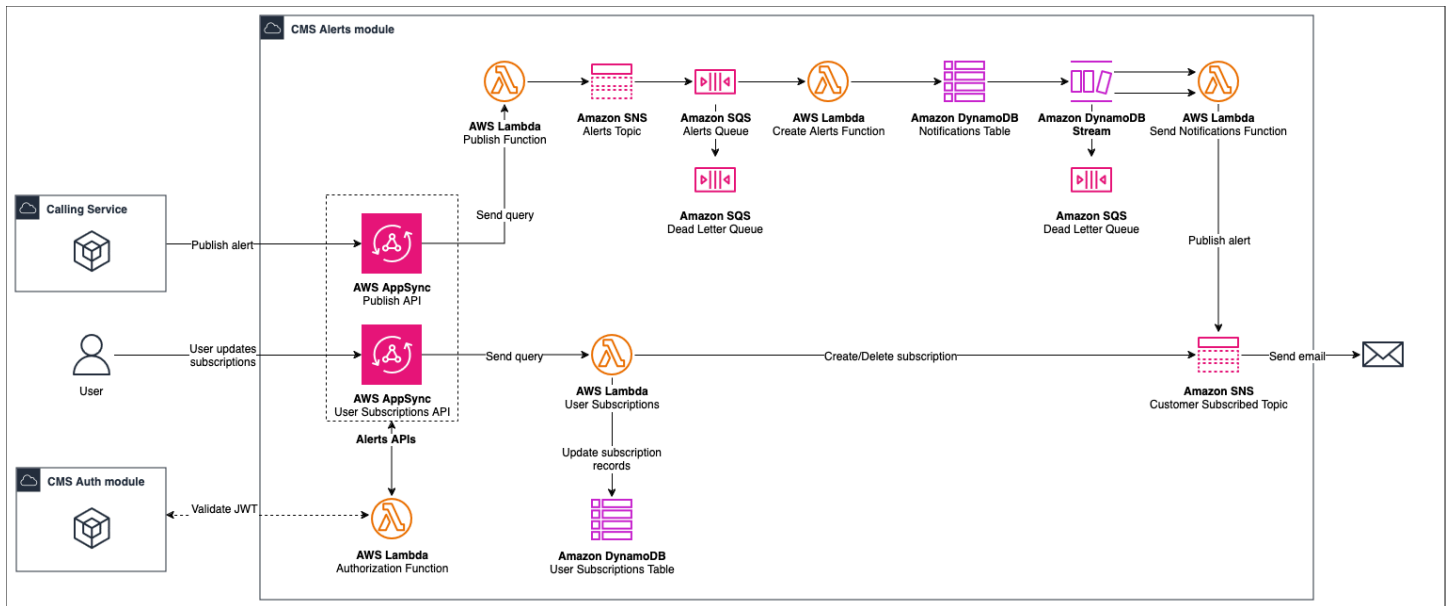 CMS Alerts module
AWS Lambda
Publish Function
Amazon SNS
Alerts Topic
Amazon SQS
Alerts Queue
AWS Lambda
Create Alerts Function
Amazon DynamoDB
Notifications Table
Amazon DynamoDB
Stream
AWS Lambda
Send Notifications Function
Amazon SQS
Dead Letter Queue
Amazon SQS
Dead Letter Queue
Calling Service
Publish alert
Send query
Publish alert
AWS AppSync
Publish API
User updates
subscriptions
User
AWS AppSync
User Subscriptions API
Send query
AWS Lambda
User Subscriptions
Create/Delete subscription
Amazon SNS
Customer Subscribed Topic
Send email
Alerts APIs
Update subscription
records
CMS Auth module
Validate JWT
AWS Lambda
Authorization Function
Amazon DynamoDB
User Subscriptions Table